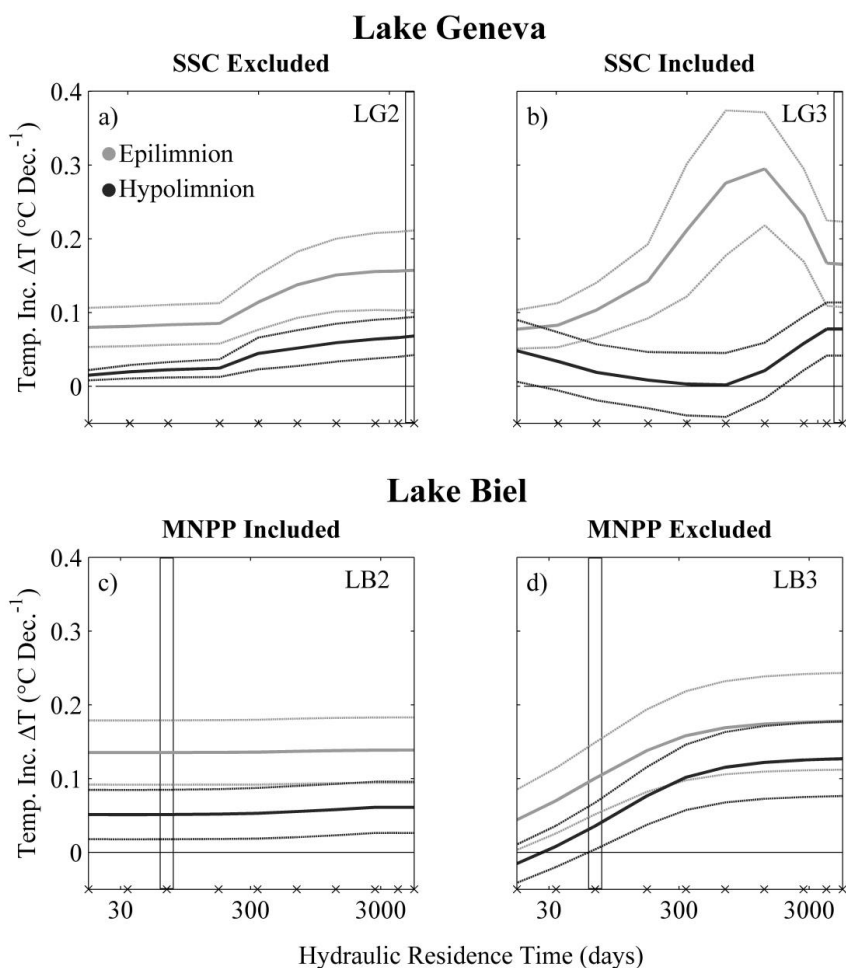 Lake Geneva
SSC Excluded
SSC Included
0.4
0.3
0.2
0.1
0
Temp. Inc. ΔT (°C Dec.⁻¹)
a)
LG2
Epilimnion
Hypolimnion
b)
LG3
Lake Biel
MNPP Included
MNPP Excluded
0.4
0.3
0.2
0.1
0
Temp. Inc. ΔT (°C Dec.⁻¹)
c)
LB2
d)
LB3
30 300 3000 30 300 3000
Hydraulic Residence Time (days)